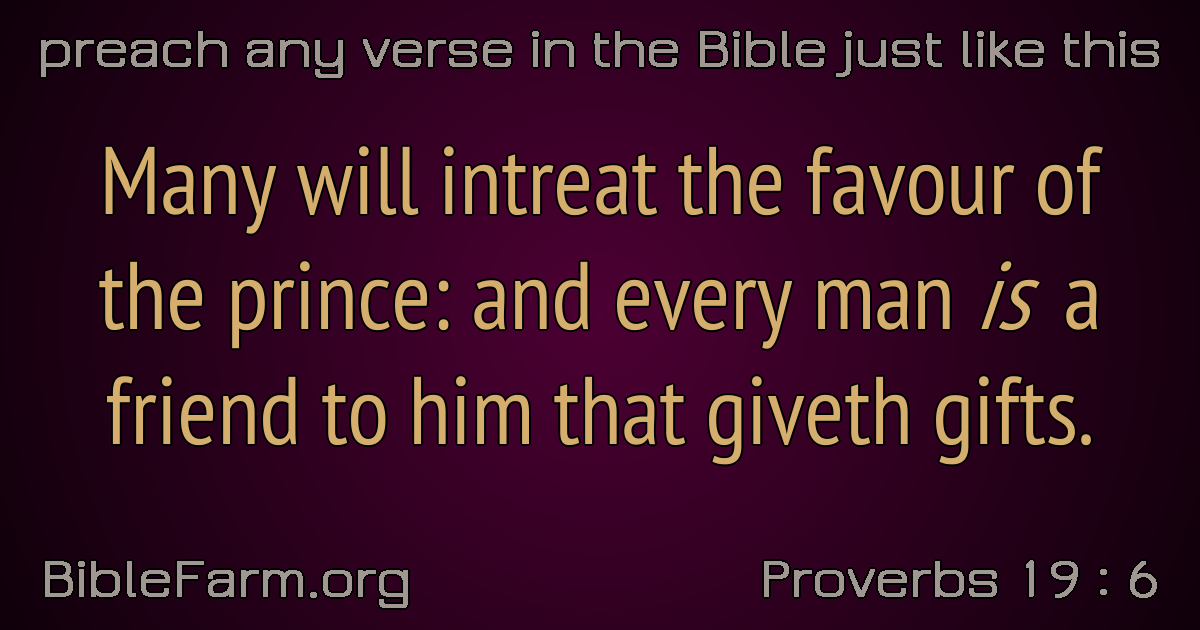 preach any verse in the Bible just like this
Many will intreat the favour of
the prince: and every man is a
friend to him that giveth gifts.
BibleFarm.org
Proverbs 19 : 6